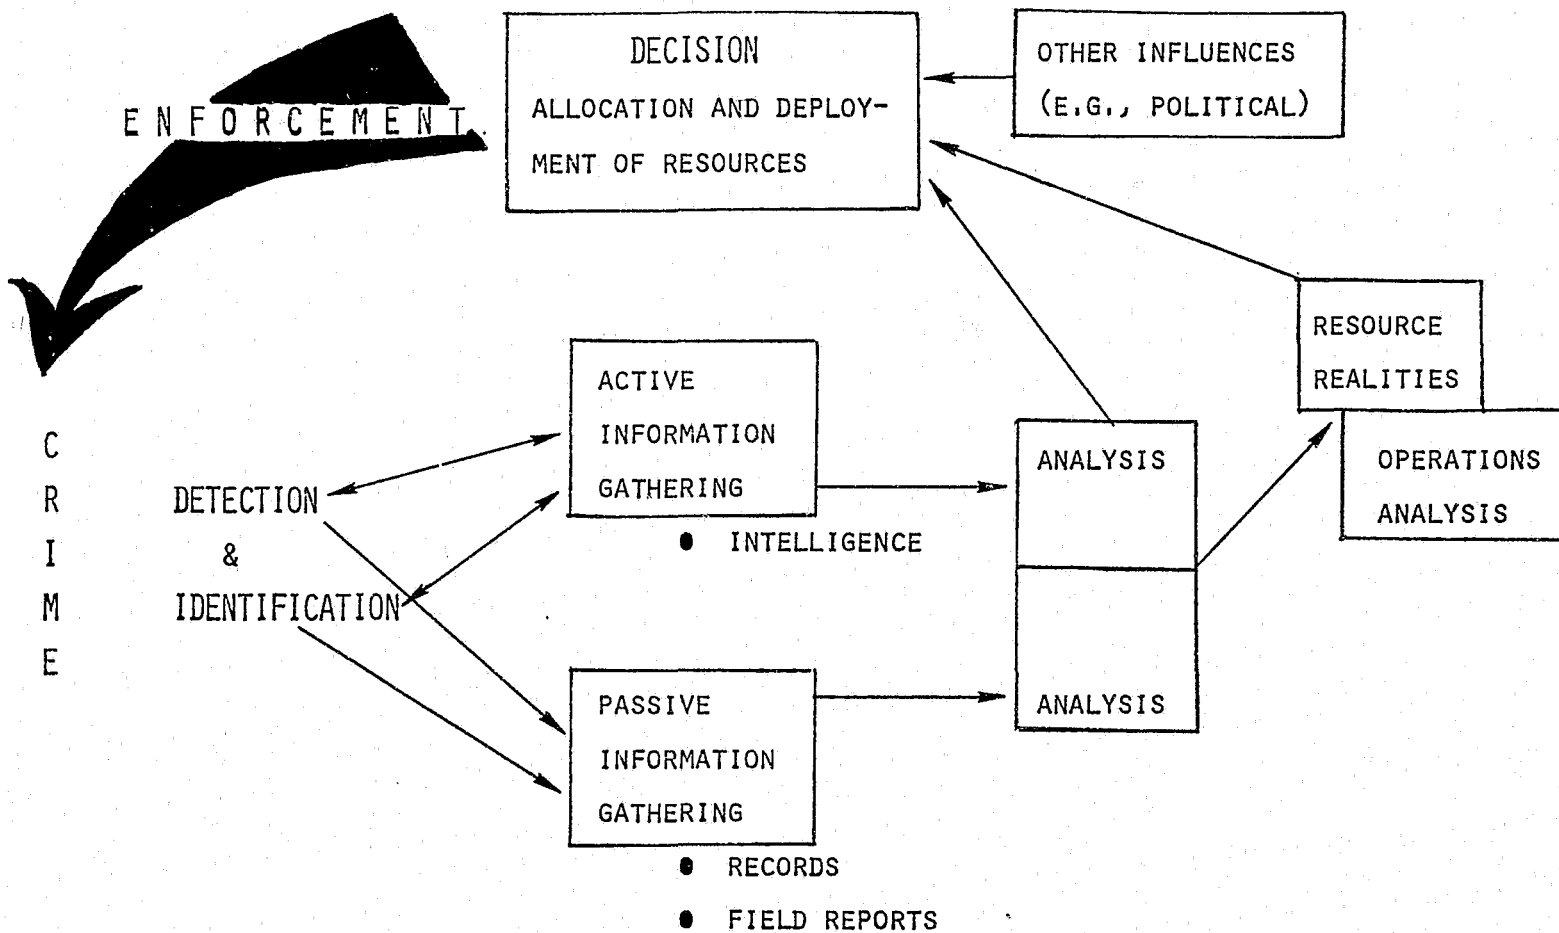 ENFORCEMENT
DECISION
ALLOCATION AND DEPLOY-
MENT OF RESOURCES
OTHER INFLUENCES
(E.G., POLITICAL)
RESOURCE
REALITIES
OPERATIONS
ANALYSIS
CRIME
DETECTION
&
IDENTIFICATION
ACTIVE
INFORMATION
GATHERING
• INTELLIGENCE
ANALYSIS
ANALYSIS
PASSIVE
INFORMATION
GATHERING
• RECORDS
• FIELD REPORTS